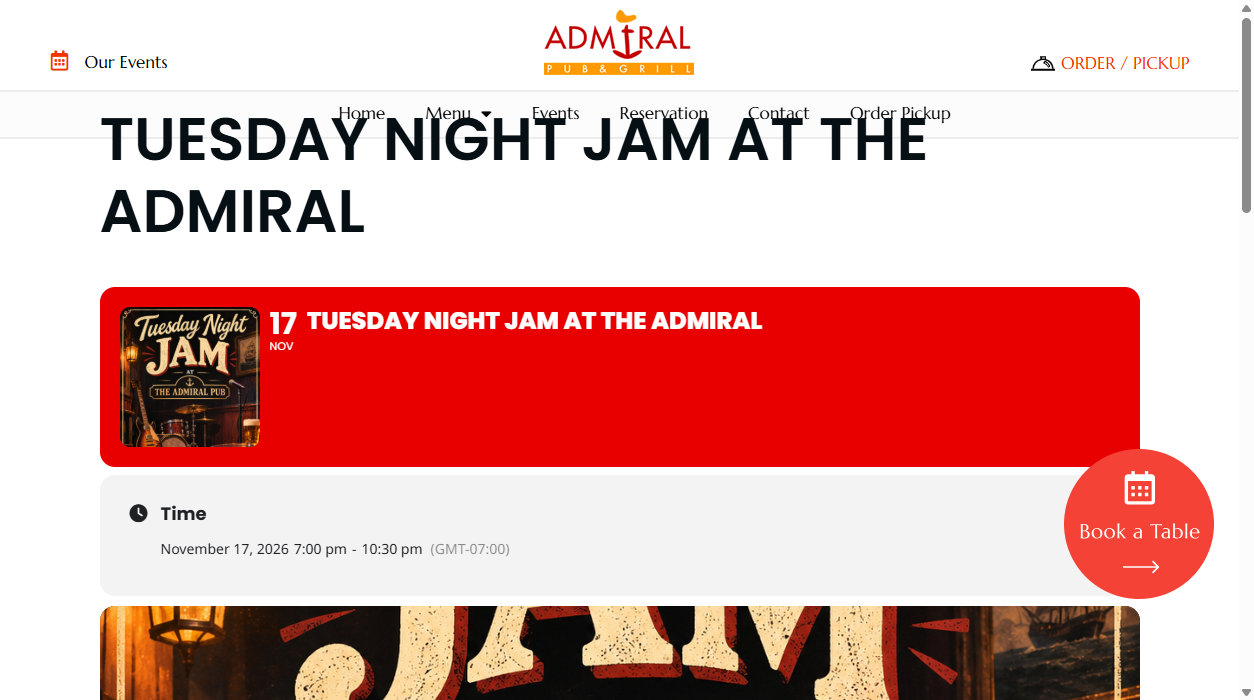 Our Events
ADMIRAL
PUB & GRILL
ORDER / PICKUP
Home Menu Events Reservation Contact Order Pickup
TUESDAY NIGHT JAM AT THE
ADMIRAL
Tuesday Night
JAM
AT
THE ADMIRAL PUB
17
NOV
TUESDAY NIGHT JAM AT THE ADMIRAL
Time
November 17, 2026 7:00 pm - 10:30 pm (GMT-07:00)
Book a Table
JAM